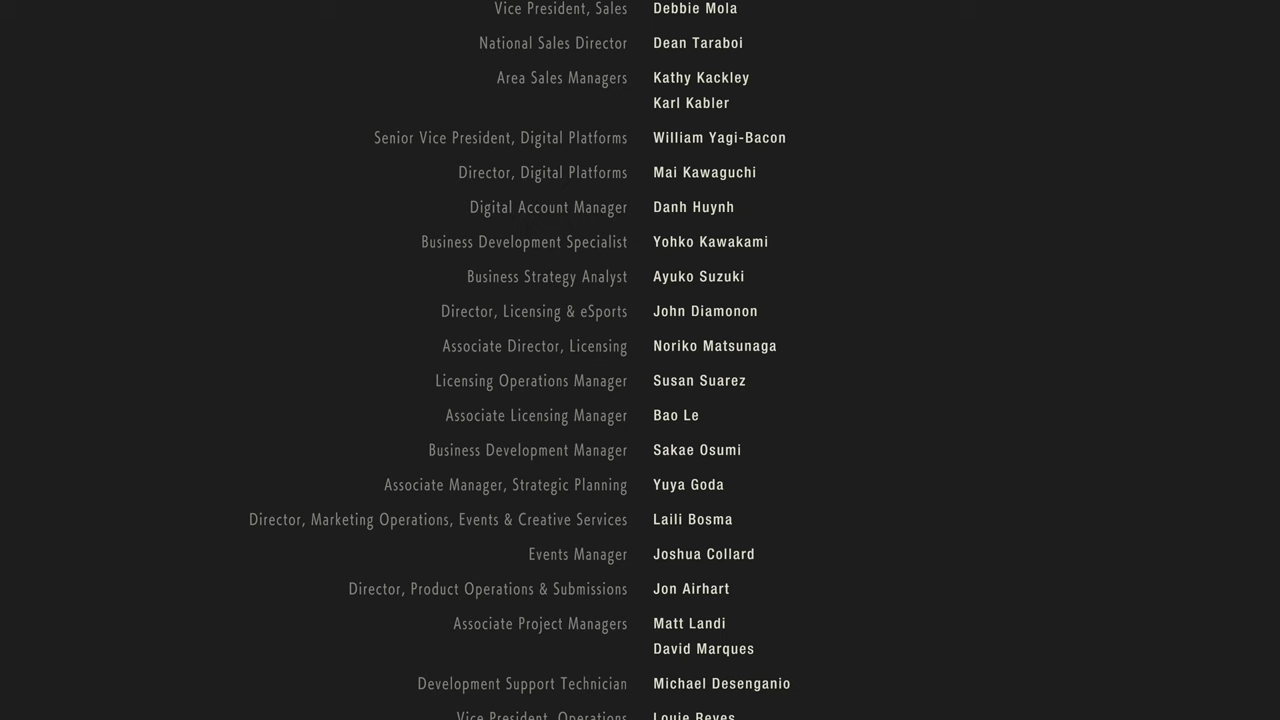 Vice President, Sales Debbie Mola
National Sales Director Dean Taraboi
Area Sales Managers Kathy Kackley
Karl Kabler
Senior Vice President, Digital Platforms William Yagi-Bacon
Director, Digital Platforms Mai Kawaguchi
Digital Account Manager Danh Huynh
Business Development Specialist Yohko Kawakami
Business Strategy Analyst Ayuko Suzuki
Director, Licensing & eSports John Diamonon
Associate Director, Licensing Noriko Matsunaga
Licensing Operations Manager Susan Suarez
Associate Licensing Manager Bao Le
Business Development Manager Sakae Osumi
Associate Manager, Strategic Planning Yuya Goda
Director, Marketing Operations, Events & Creative Services Laili Bosma
Events Manager Joshua Collard
Director, Product Operations & Submissions Jon Airhart
Associate Project Managers Matt Landi
David Marques
Development Support Technician Michael Desenganio
Vice President, Operations Louie Reyes